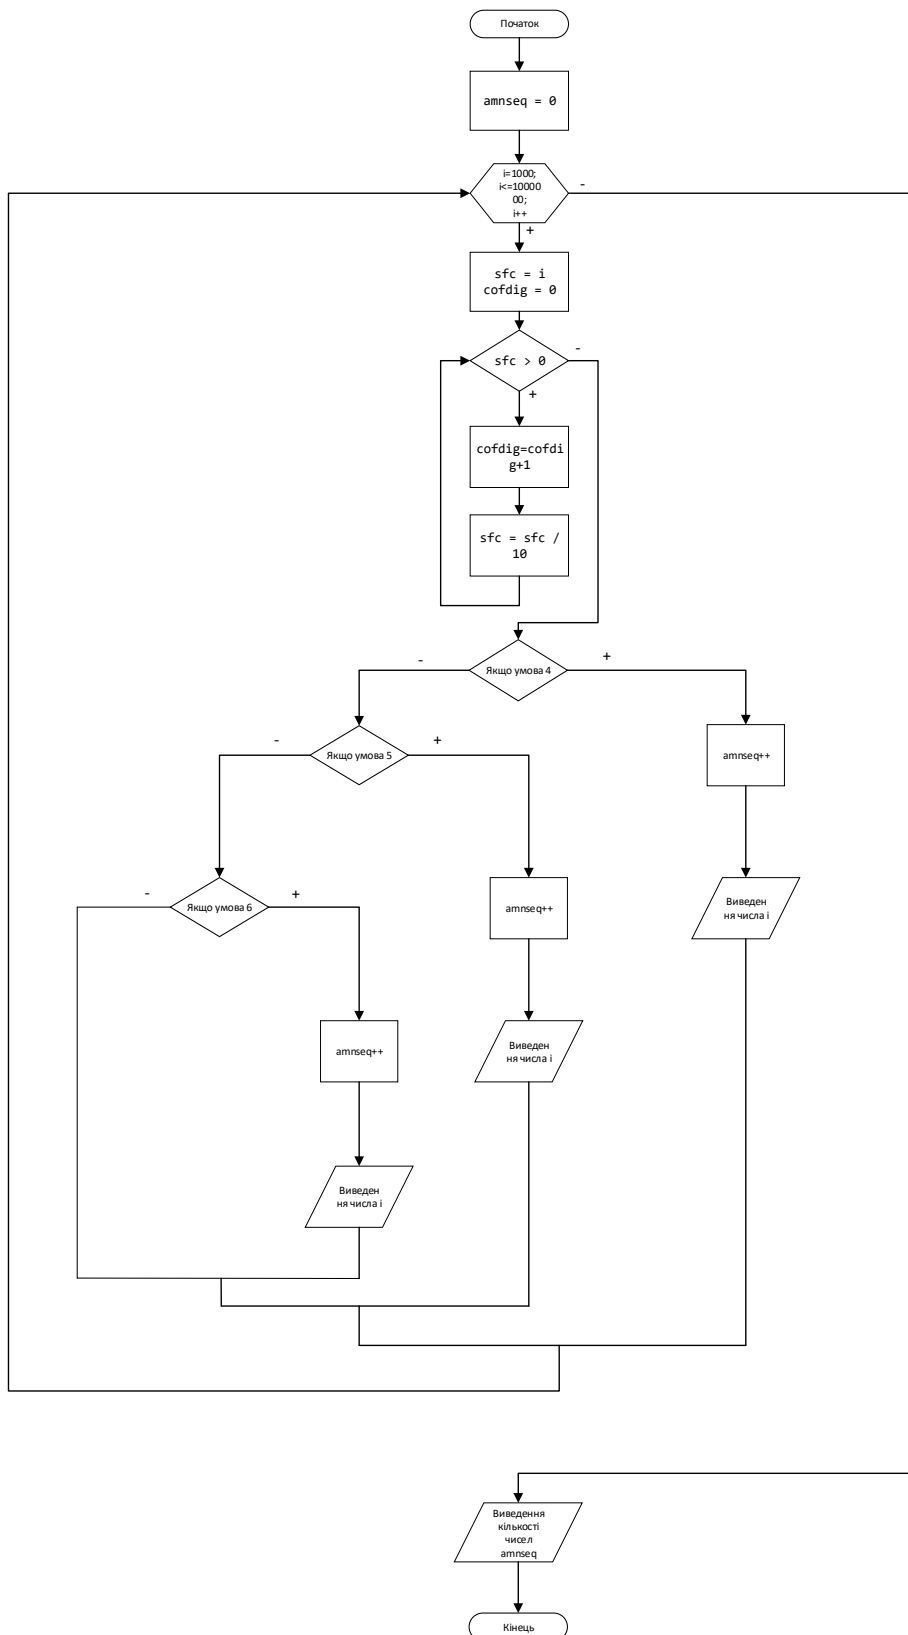 Початок
amnseq = 0
i=1000;
i<=10000
00;
i++
-
+
sfc = i
cofdig = 0
sfc > 0
-
+
cofdig=cofdi
g+1
sfc = sfc /
10
Якщо умова 4
-
+
Якщо умова 5
-
+
amnseq++
Якщо умова 6
-
+
amnseq++
Виведен
ня числа і
amnseq++
Виведен
ня числа і
Виведен
ня числа і
Виведення
кількості
чисел
amnseq
Кінець